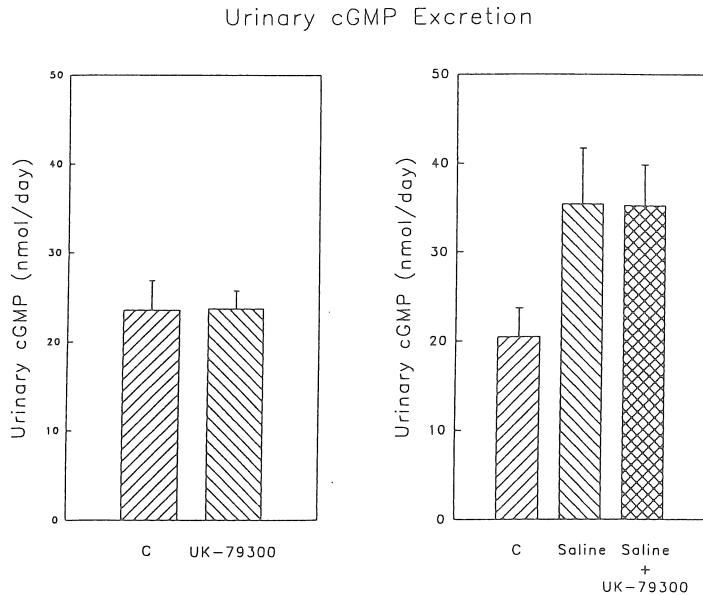 Urinary cGMP Excretion
Urinary cGMP (nmol/day)
50
40
30
20
10
0
C UK-79300
Urinary cGMP (nmol/day)
50
40
30
20
10
0
C Saline Saline
+
UK-79300